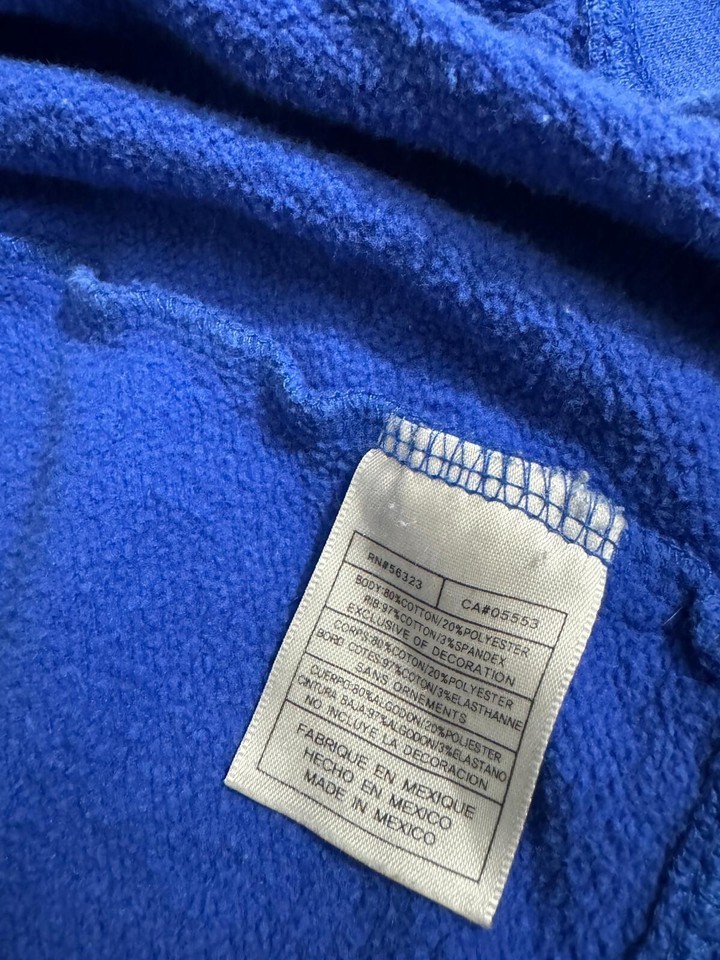 RN#56323 CA#05553
BODY:80%COTTON/20%POLYESTER
RIB:97%COTTON/3%SPANDEX
EXCLUSIVE OF DECORATION
CORPS:80%COTON/20%POLYESTER
BORD COTES:97%COTON/3%ELASTHANNE
SANS ORNEMENTS
CUERPO:80%ALGODON/20%POLIESTER
CINTURA BAJA:97%ALGODON/3%ELASTANO
NO INCLUYE LA DECORACION
FABRIQUE EN MEXIQUE
HECHO EN MEXICO
MADE IN MEXICO